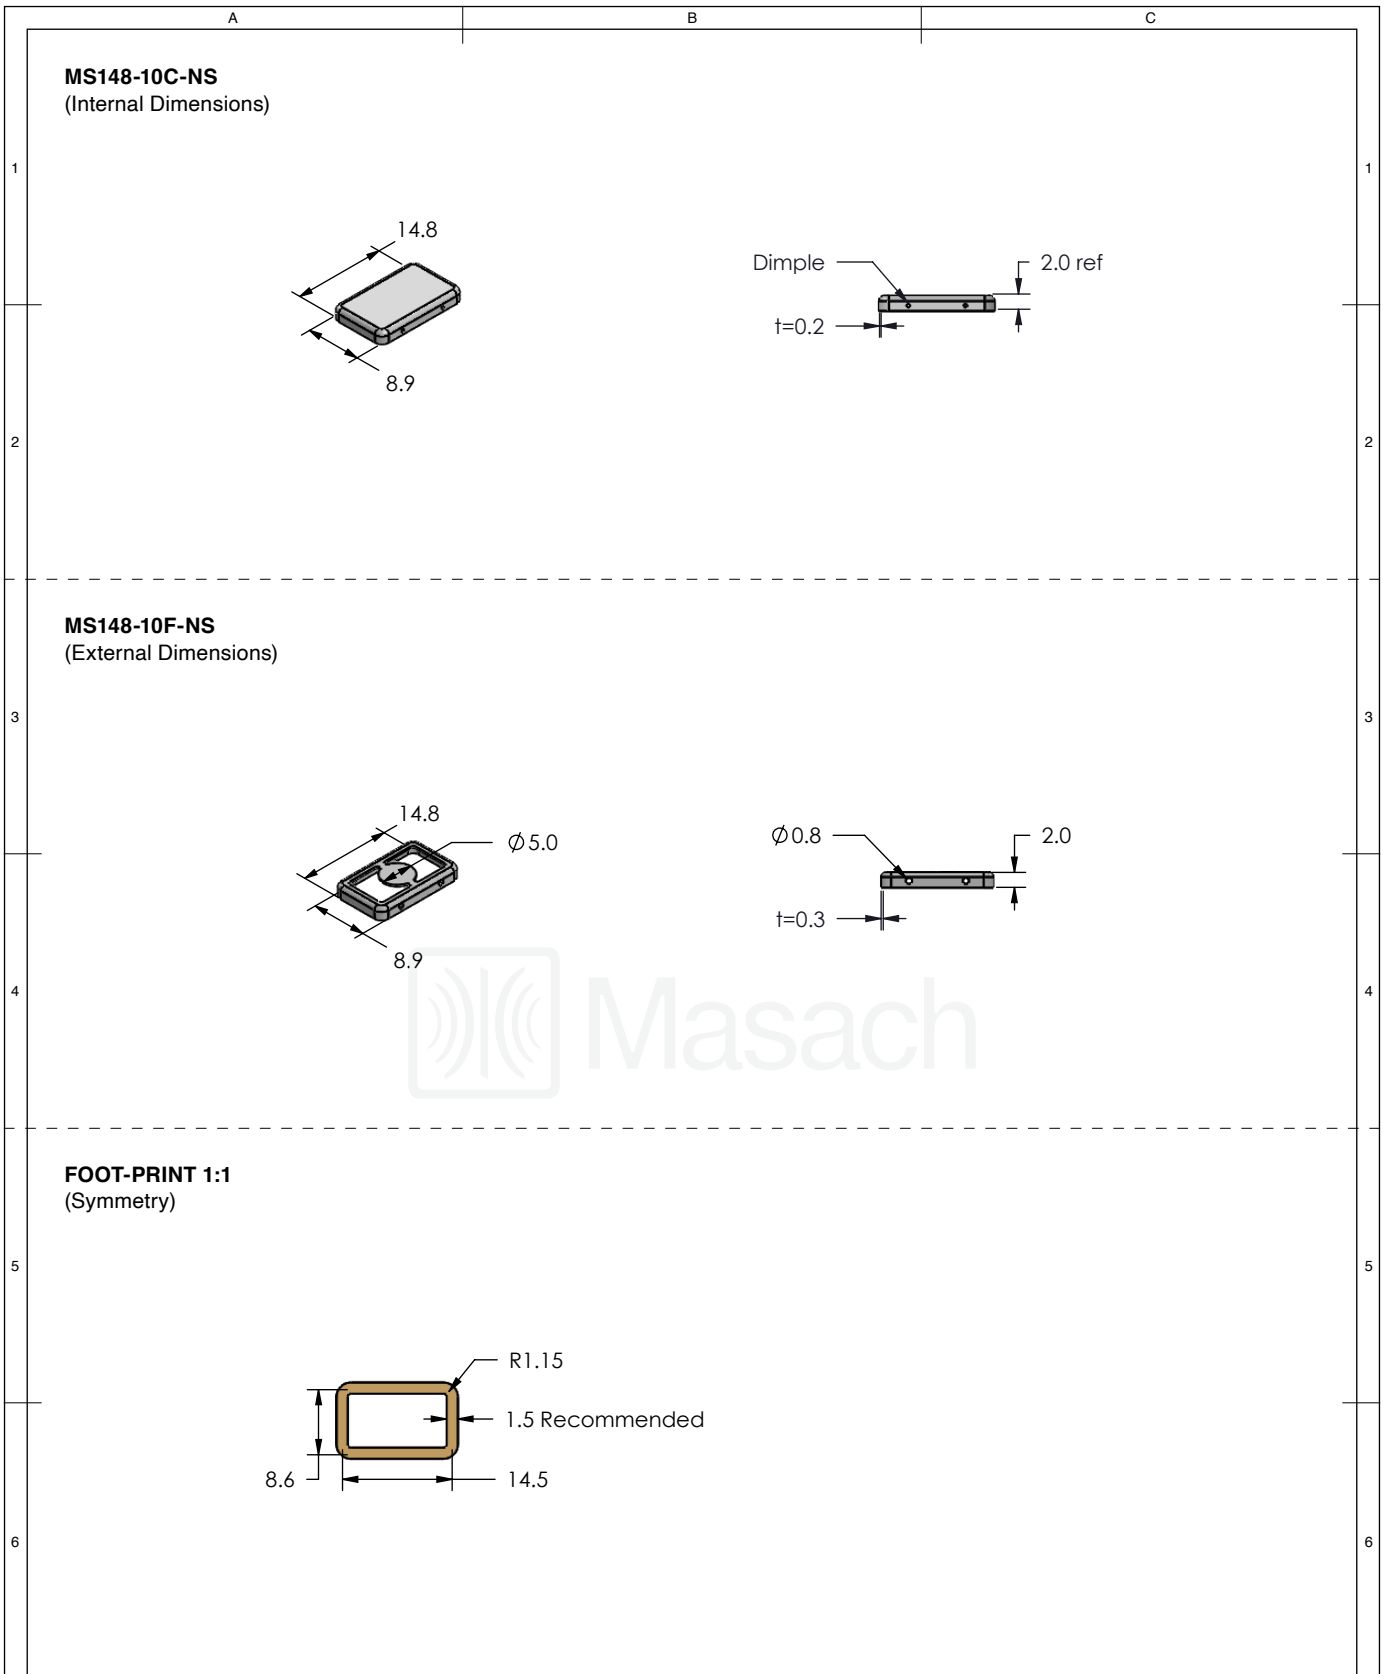 A B C
MS148-10C-NS
(Internal Dimensions)
1 1
14.8
8.9
Dimple
2.0 ref
t=0.2
2 2
MS148-10F-NS
(External Dimensions)
3 3
14.8
Ø5.0
8.9
Ø0.8
2.0
t=0.3
Masach
4 4
FOOT-PRINT 1:1
(Symmetry)
5 5
R1.15
1.5 Recommended
8.6
14.5
6 6